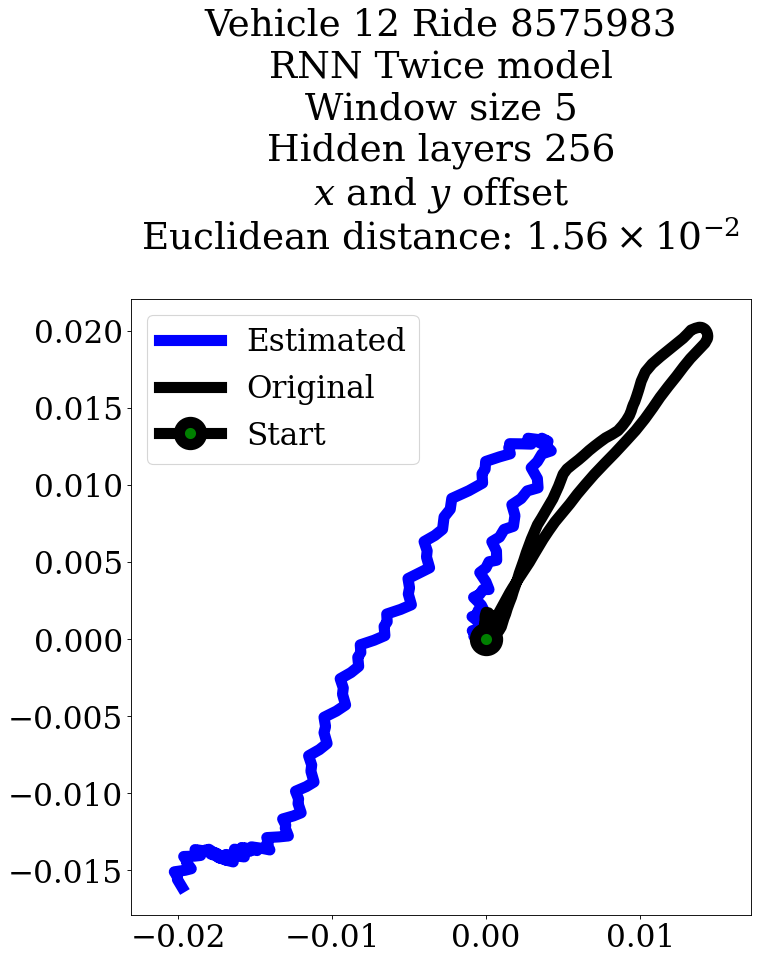 Vehicle 12 Ride 8575983
RNN Twice model
Window size 5
Hidden layers 256
x and y offset
Euclidean distance: 1.56 × 10⁻²
Estimated
Original
Start
0.020
0.015
0.010
0.005
0.000
−0.005
−0.010
−0.015
−0.02 −0.01 0.00 0.01